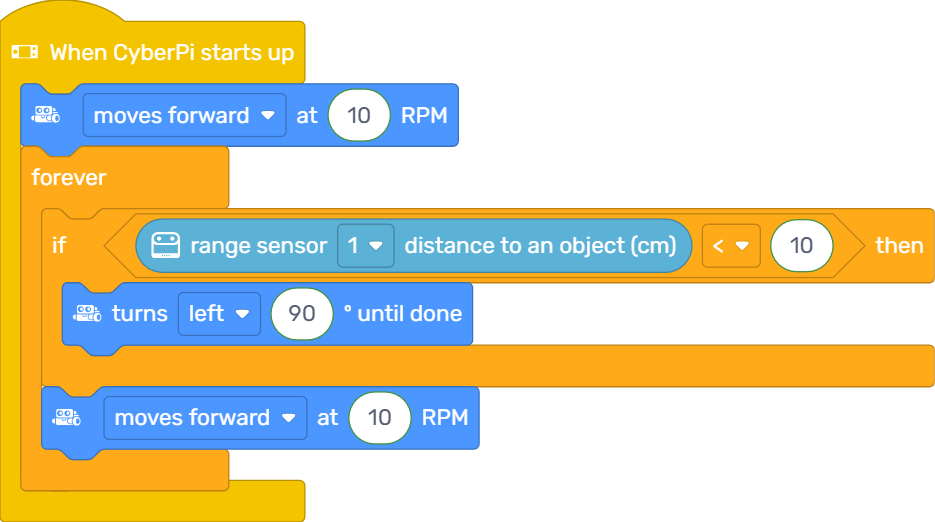 When CyberPi starts up
moves forward at 10 RPM
forever
if range sensor 1 distance to an object (cm) < 10 then
turns left 90 ° until done
moves forward at 10 RPM